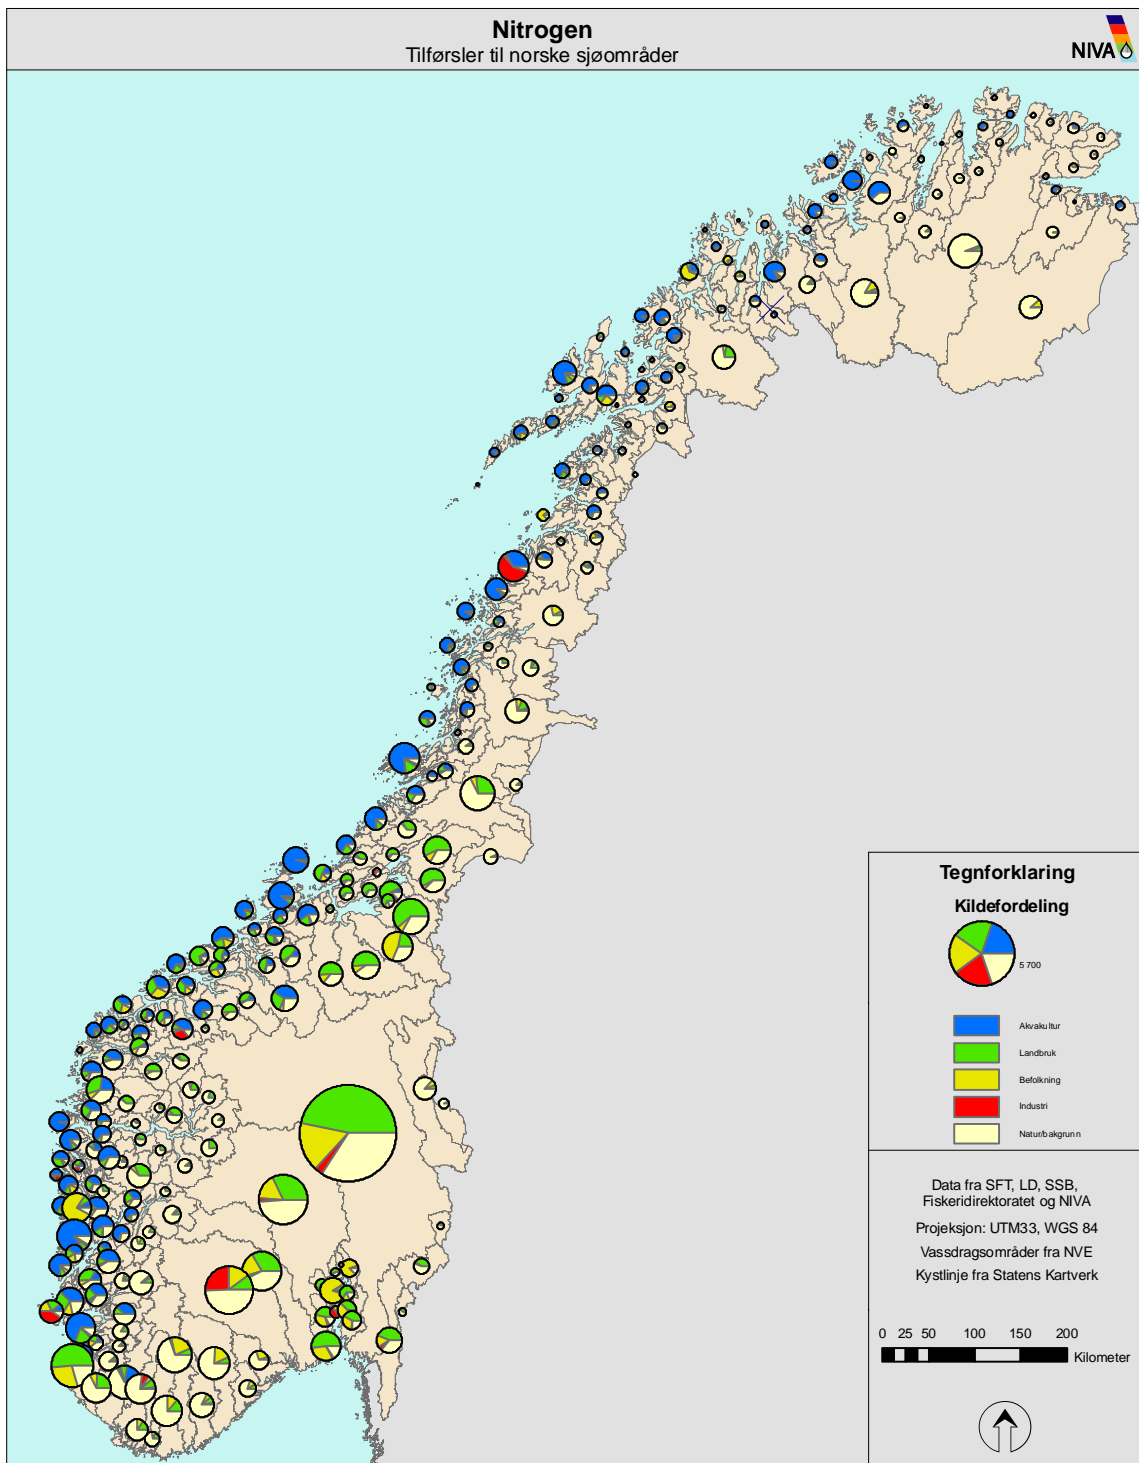 Nitrogen
Tilførsler til norske sjøområder
NIVA
Tegnforklaring
Kildefordeling
5 700
Akvakultur
Landbruk
Befolkning
Industri
Natur/bakgrunn
Data fra SFT, LD, SSB,
Fiskeridirektoratet og NIVA
Projeksjon: UTM33, WGS 84
Vassdragsområder fra NVE
Kystlinje fra Statens Kartverk
0 25 50 100 150 200
Kilometer